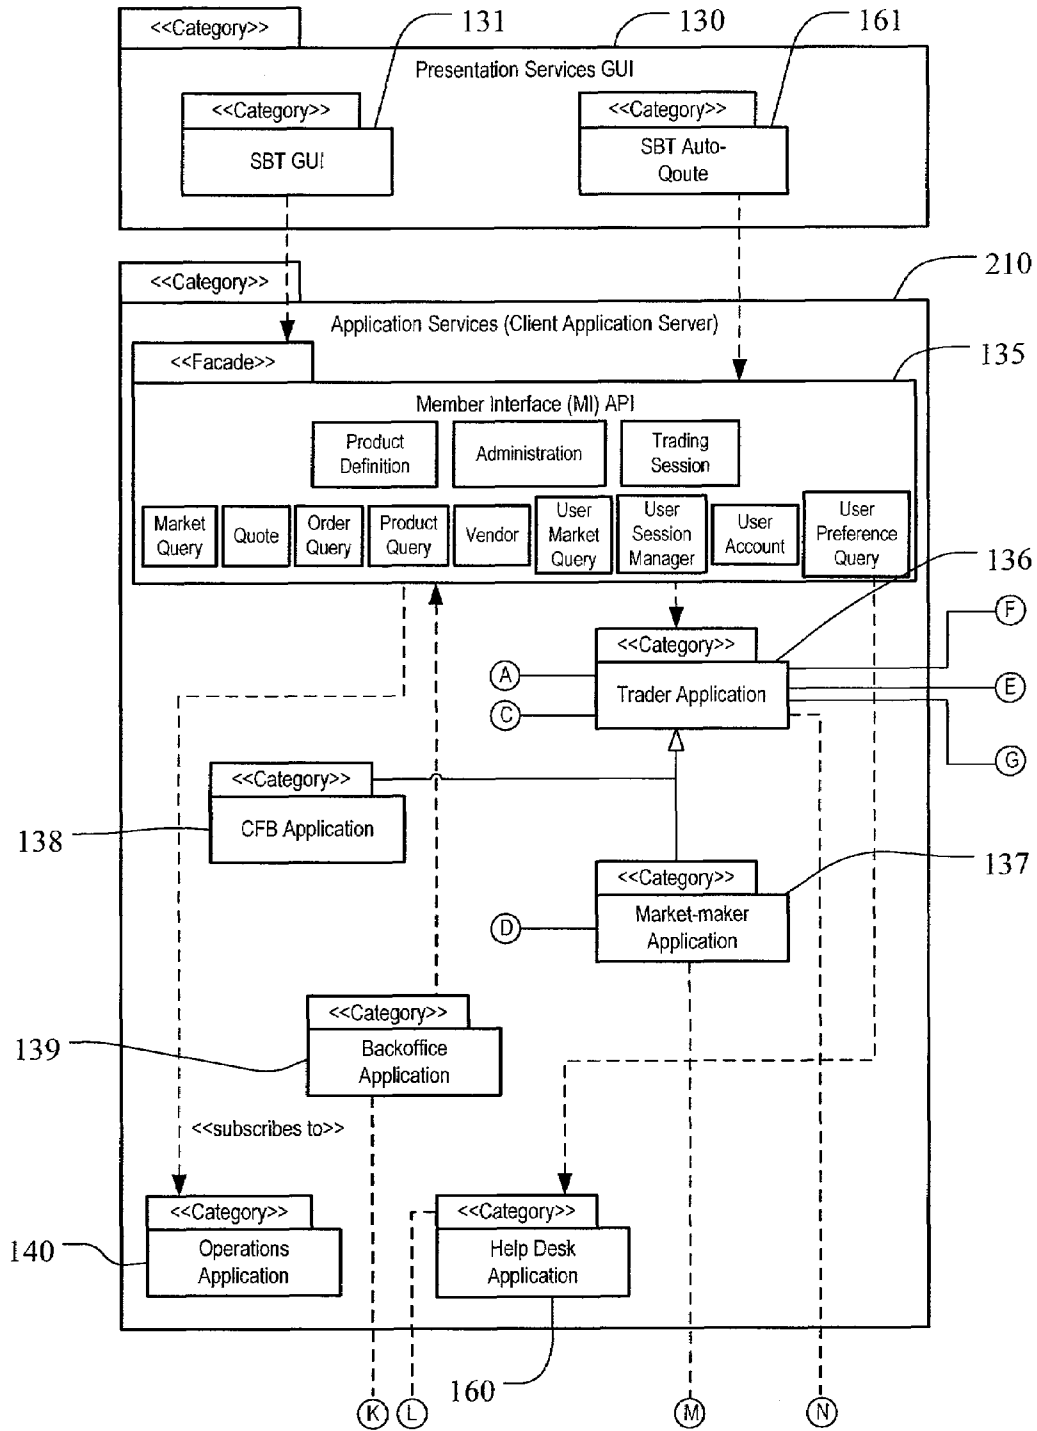 131
130
161
<<Category>>
Presentation Services GUI
<<Category>>
<<Category>>
SBT GUI
SBT Auto-
Qoute
<<Category>>
210
Application Services (Client Application Server)
<<Facade>>
135
Member Interface (MI) API
Product
Definition
Administration
Trading
Session
Market
Query
Quote
Order
Query
Product
Query
Vendor
User
Market
Query
User
Session
Manager
User
Account
User
Preference
Query
136
F
<<Category>>
A
Trader Application
E
C
G
<<Category>>
138
CFB Application
137
<<Category>>
D
Market-maker
Application
<<Category>>
139
Backoffice
Application
<<subscribes to>>
<<Category>>
<<Category>>
140
Operations
Application
Help Desk
Application
160
K
L
M
N